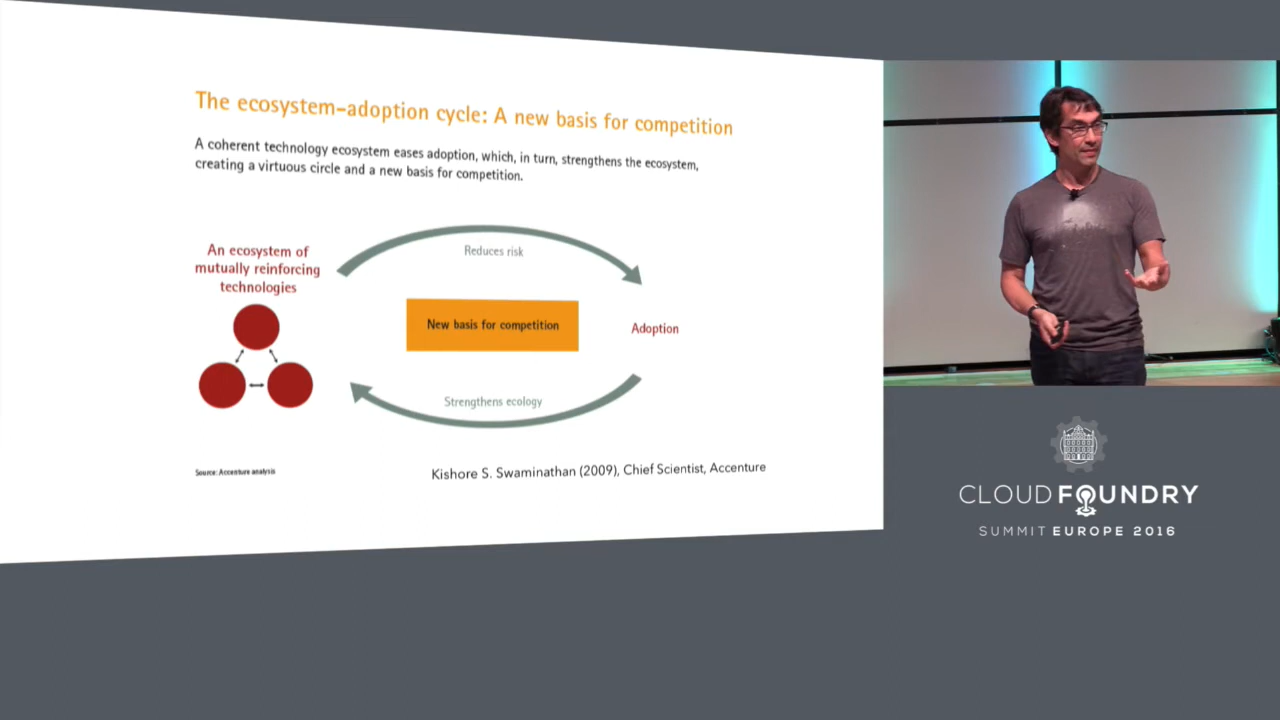 The ecosystem-adoption cycle: A new basis for competition
A coherent technology ecosystem eases adoption, which, in turn, strengthens the ecosystem,
creating a virtuous circle and a new basis for competition.
An ecosystem of
mutually reinforcing
technologies
Reduces risk
New basis for competition
Adoption
Strengthens ecology
Source: Accenture analysis
Kishore S. Swaminathan (2009), Chief Scientist, Accenture
CLOUD FOUNDRY
SUMMIT EUROPE 2016